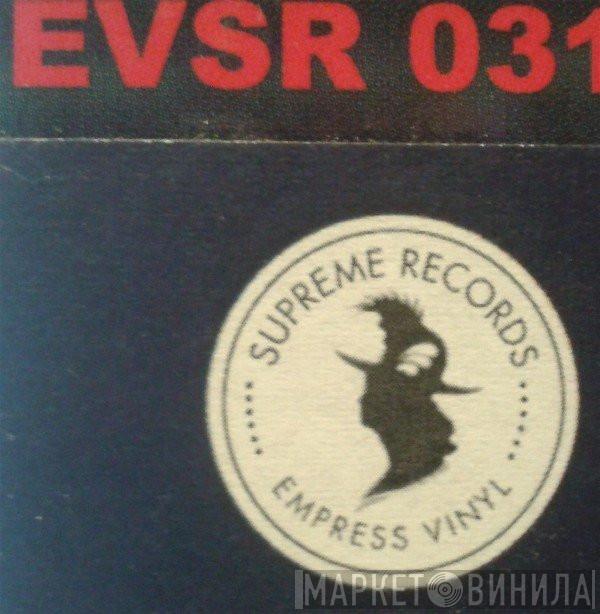 EVSR 031
SUPREME RECORDS
EMPRESS VINYL
МАРКЕТ ВИНИЛА